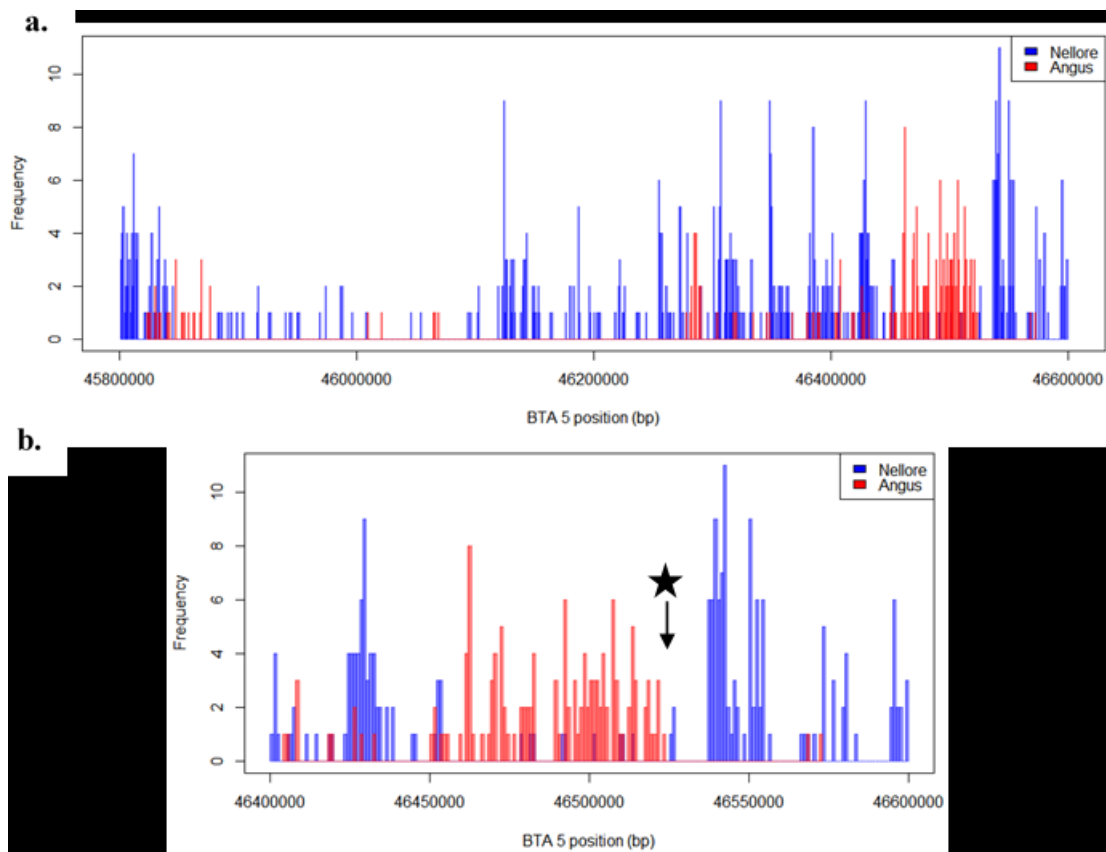 a.
Nellore
Angus
10
8
6
4
2
0
Frequency
45800000 46000000 46200000 46400000 46600000
BTA 5 position (bp)
b.
Nellore
Angus
10
8
6
4
2
0
Frequency
46400000 46450000 46500000 46550000 46600000
BTA 5 position (bp)